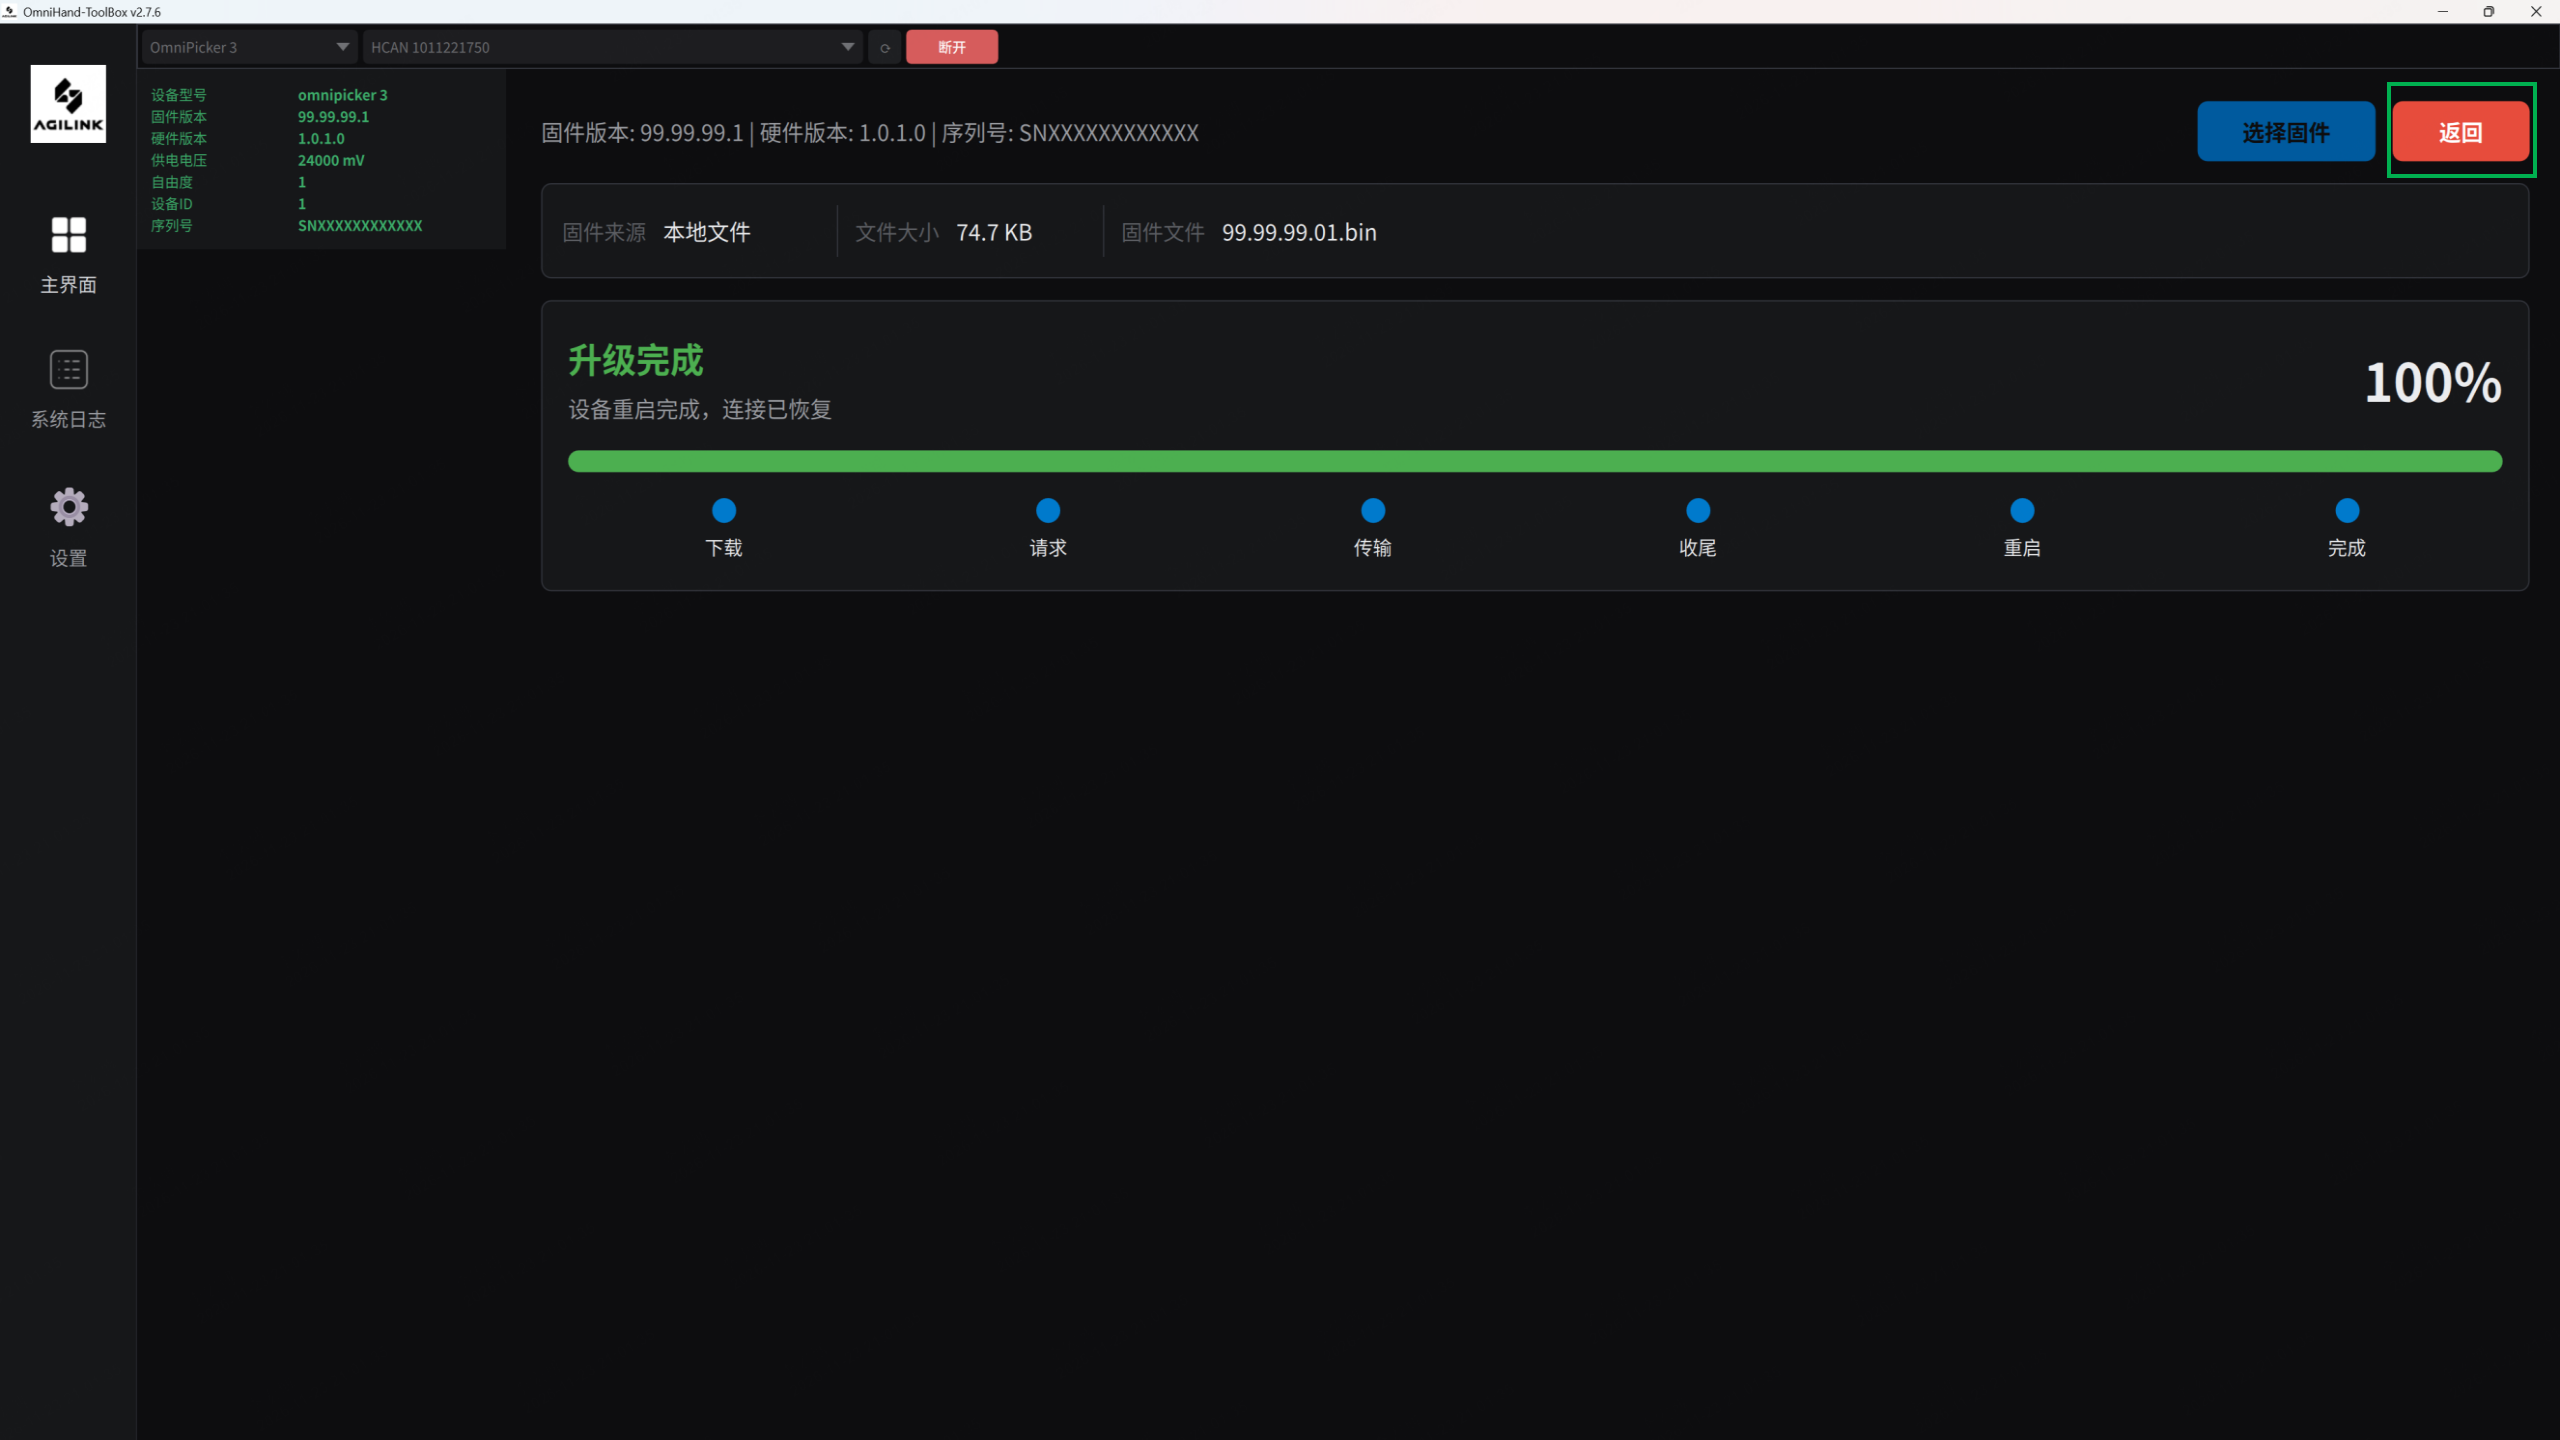 OmniHand-ToolBox v2.7.6
OmniPicker 3
HCAN 1011221750
断开
AGILINK
主界面
系统日志
设置
设备型号 omnipicker 3
固件版本 99.99.99.1
硬件版本 1.0.1.0
供电电压 24000 mV
自由度 1
设备ID 1
序列号 SNXXXXXXXXXXXX
固件版本: 99.99.99.1 | 硬件版本: 1.0.1.0 | 序列号: SNXXXXXXXXXXXX
选择固件
返回
固件来源 本地文件
文件大小 74.7 KB
固件文件 99.99.99.01.bin
升级完成
设备重启完成，连接已恢复
100%
下载
请求
传输
收尾
重启
完成